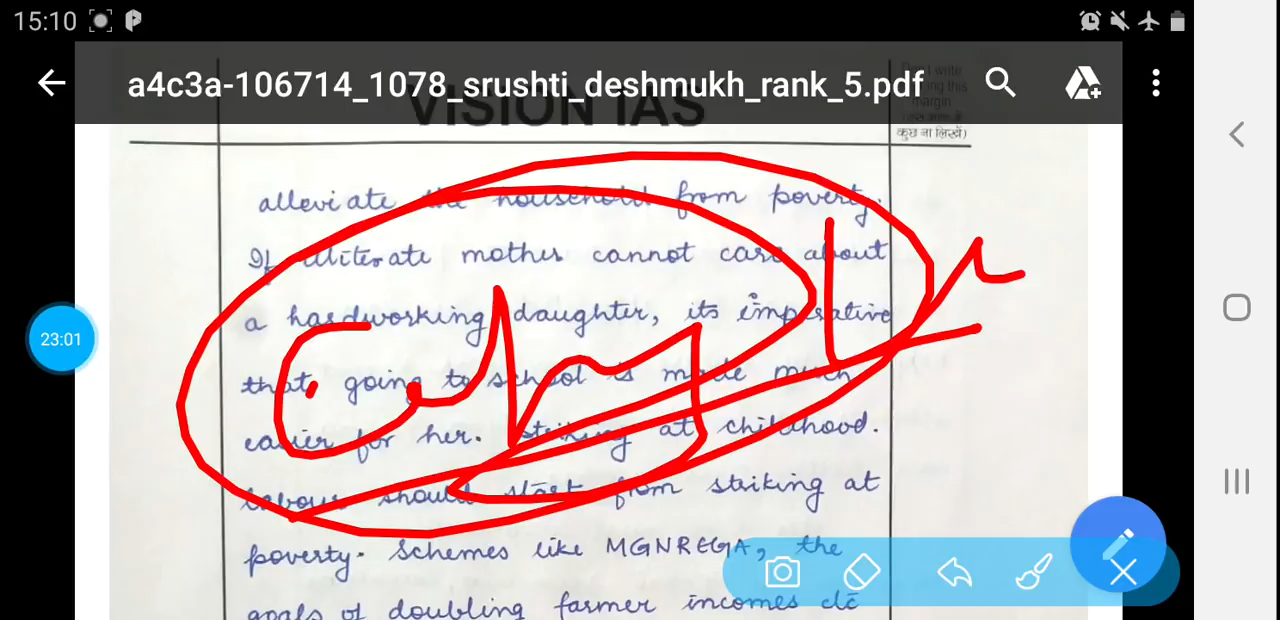 15:10
a4c3a-106714_1078_srushti_deshmukh_rank_5.pdf
VISION IAS
margin
कुछ ना लिखें)
alleviate the household from poverty.
If illiterate mother cannot care about
a hardworking daughter, its imperative
that going to school is made much
easier for her. Striking at childhood.
labour should start from striking at
poverty. Schemes like MGNREGA, the
goals of doubling farmer incomes etc
23:01